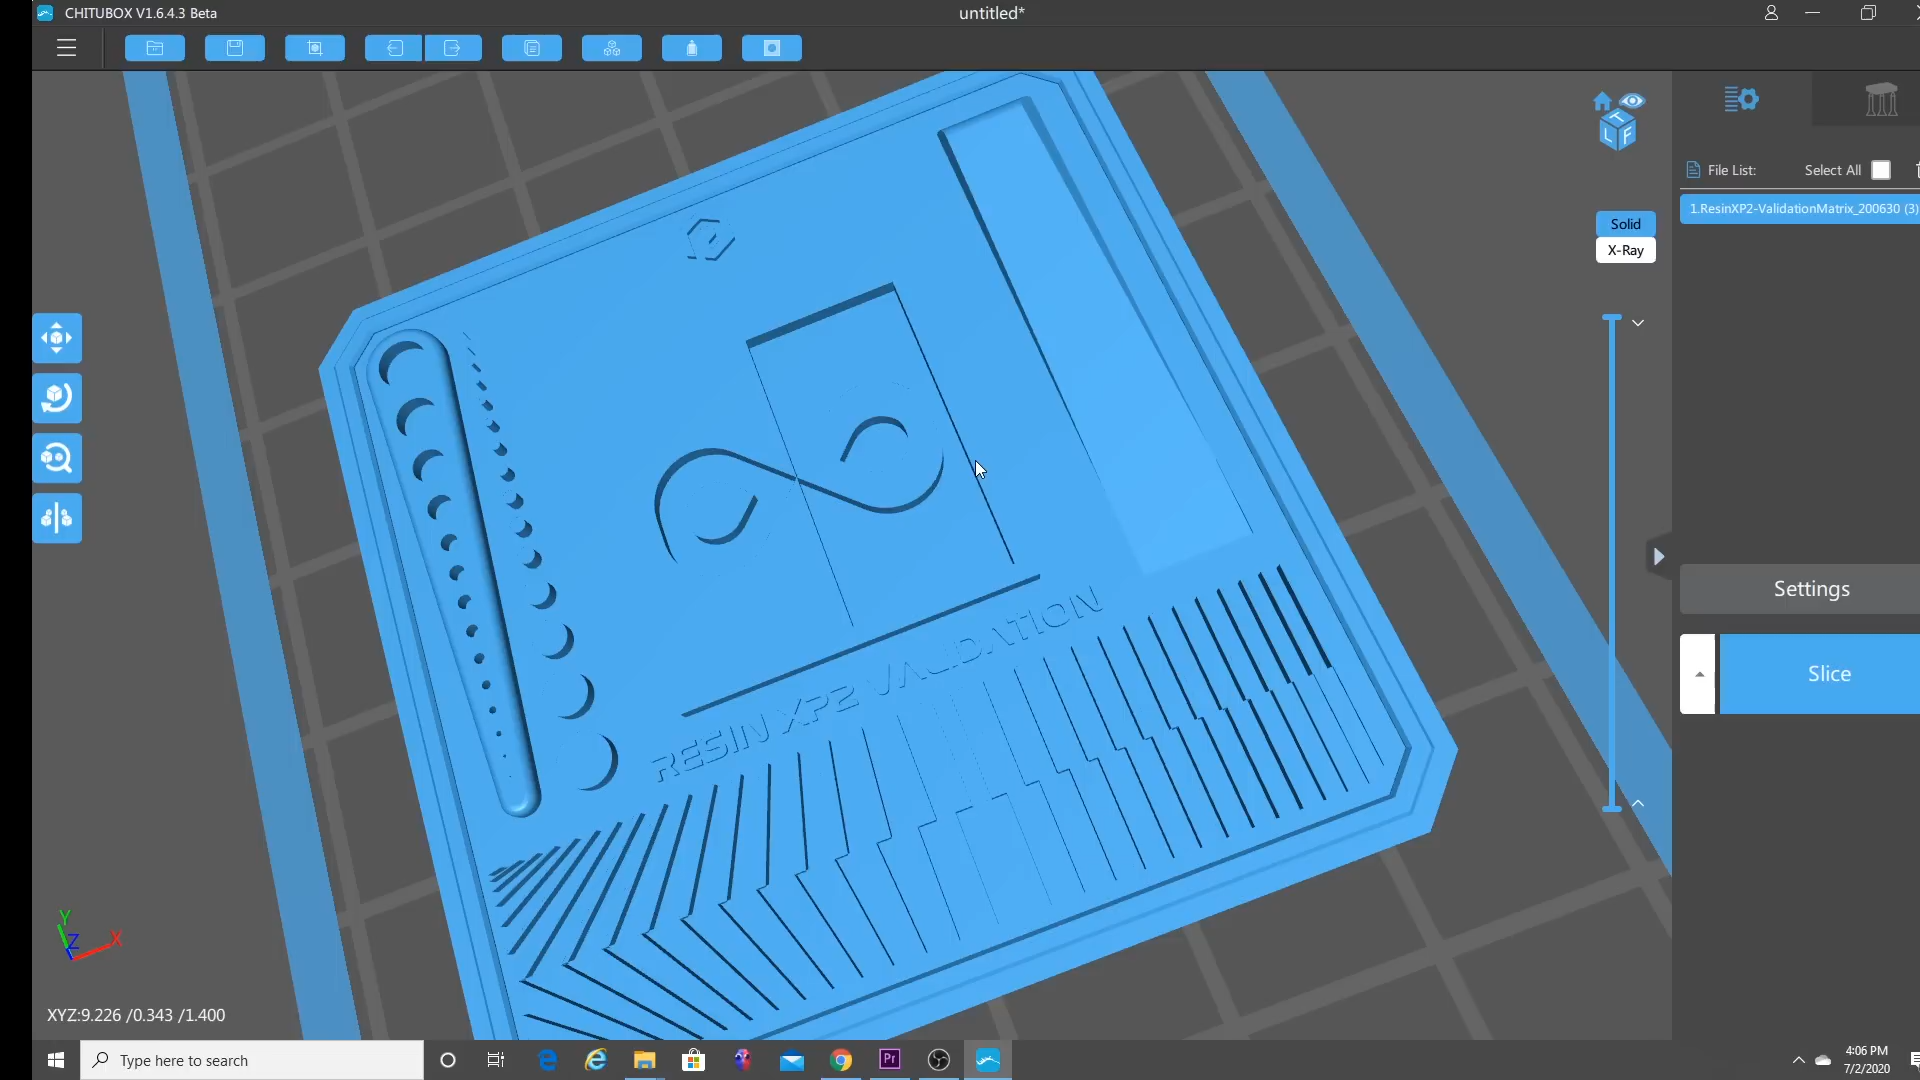 CHITUBOX V1.6.4.3 Beta
untitled*
T
L F
File List:
Select All
1.ResinXP2-ValidationMatrix_200630 (3)
Solid
X-Ray
RESIN XP2 VALIDATION
Settings
Slice
Y
Z
X
XYZ:9.226 /0.343 /1.400
Type here to search
Pr
4:06 PM
7/2/2020